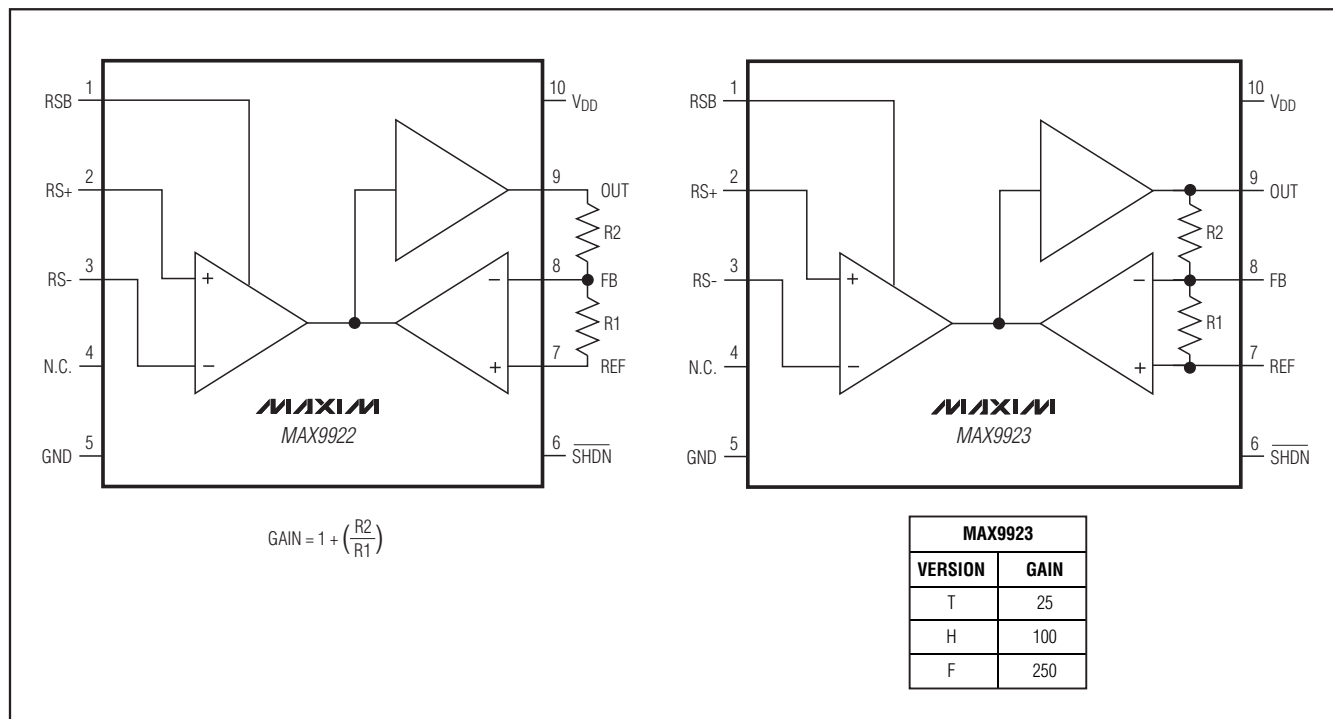 RSB 1
RS+ 2
RS- 3
N.C. 4
GND 5
10 VDD
9 OUT
R2
8 FB
R1
7 REF
6 SHDN
+
−
−
+
MAXIM
MAX9922
GAIN = 1 + (R2/R1)
RSB 1
RS+ 2
RS- 3
N.C. 4
GND 5
10 VDD
9 OUT
R2
8 FB
R1
7 REF
6 SHDN
+
−
−
+
MAXIM
MAX9923
MAX9923
VERSION GAIN
T 25
H 100
F 250